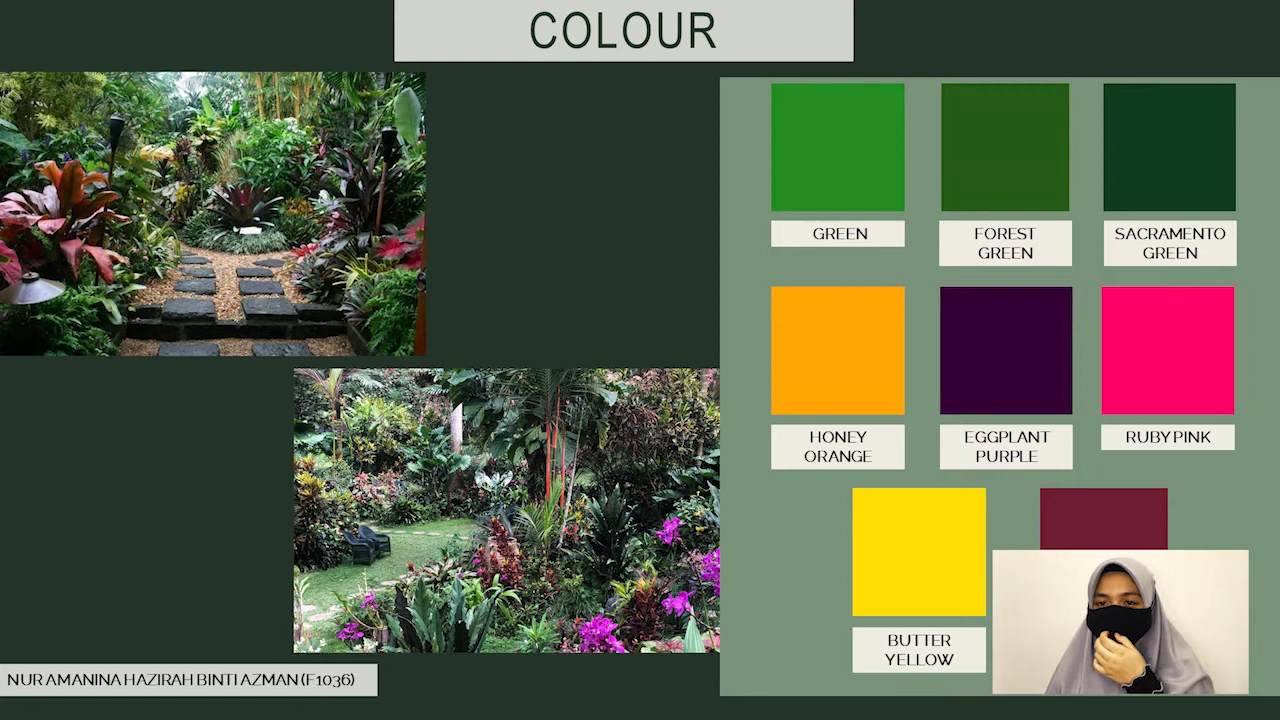 COLOUR
GREEN
FOREST
GREEN
SACRAMENTO
GREEN
HONEY
ORANGE
EGGPLANT
PURPLE
RUBY PINK
BUTTER
YELLOW
NUR AMANINA HAZIRAH BINTI AZMAN (F1036)